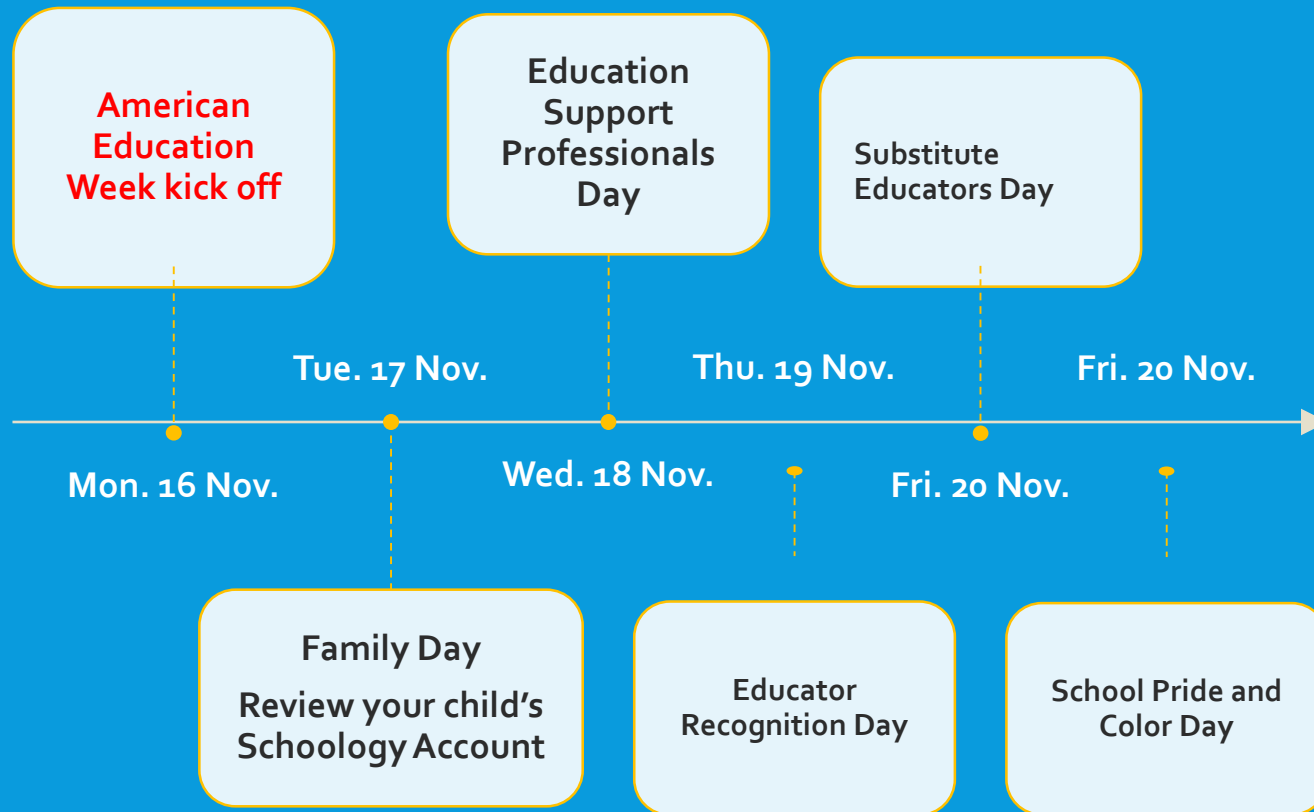 American
Education
Week kick off
Education
Support
Professionals
Day
Substitute
Educators Day
Tue. 17 Nov.
Thu. 19 Nov.
Fri. 20 Nov.
Mon. 16 Nov.
Wed. 18 Nov.
Fri. 20 Nov.
Family Day
Review your child’s
Schoology Account
Educator
Recognition Day
School Pride and
Color Day